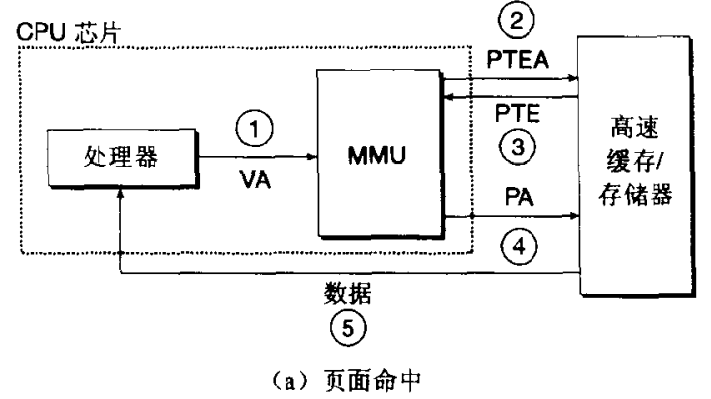 CPU 芯片
②
PTEA
PTE
③
①
处理器
VA
MMU
高速
缓存/
存储器
PA
④
数据
⑤
（a）页面命中